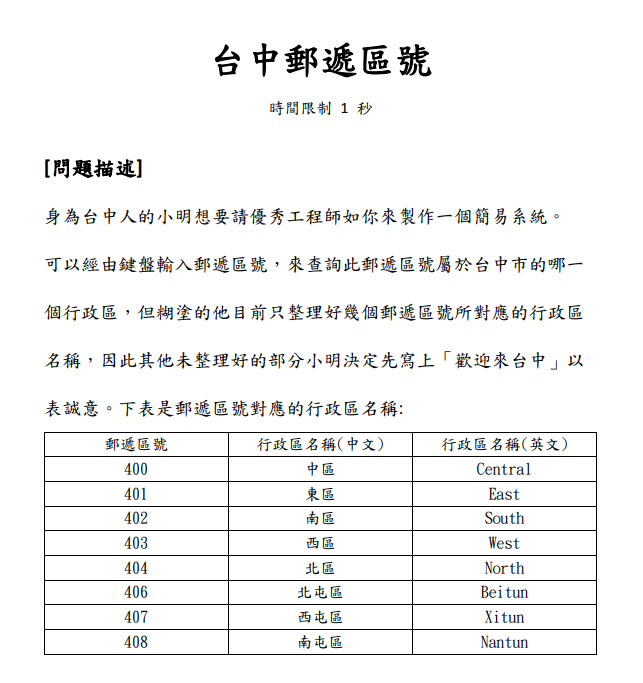 台中郵遞區號
時間限制 1 秒
[問題描述]
身為台中人的小明想要請優秀工程師如你來製作一個簡易系統。
可以經由鍵盤輸入郵遞區號，來查詢此郵遞區號屬於台中市的哪一
個行政區，但糊塗的他目前只整理好幾個郵遞區號所對應的行政區
名稱，因此其他未整理好的部分小明決定先寫上「歡迎來台中」以
表誠意。下表是郵遞區號對應的行政區名稱:
郵遞區號 行政區名稱(中文) 行政區名稱(英文)
400 中區 Central
401 東區 East
402 南區 South
403 西區 West
404 北區 North
406 北屯區 Beitun
407 西屯區 Xitun
408 南屯區 Nantun